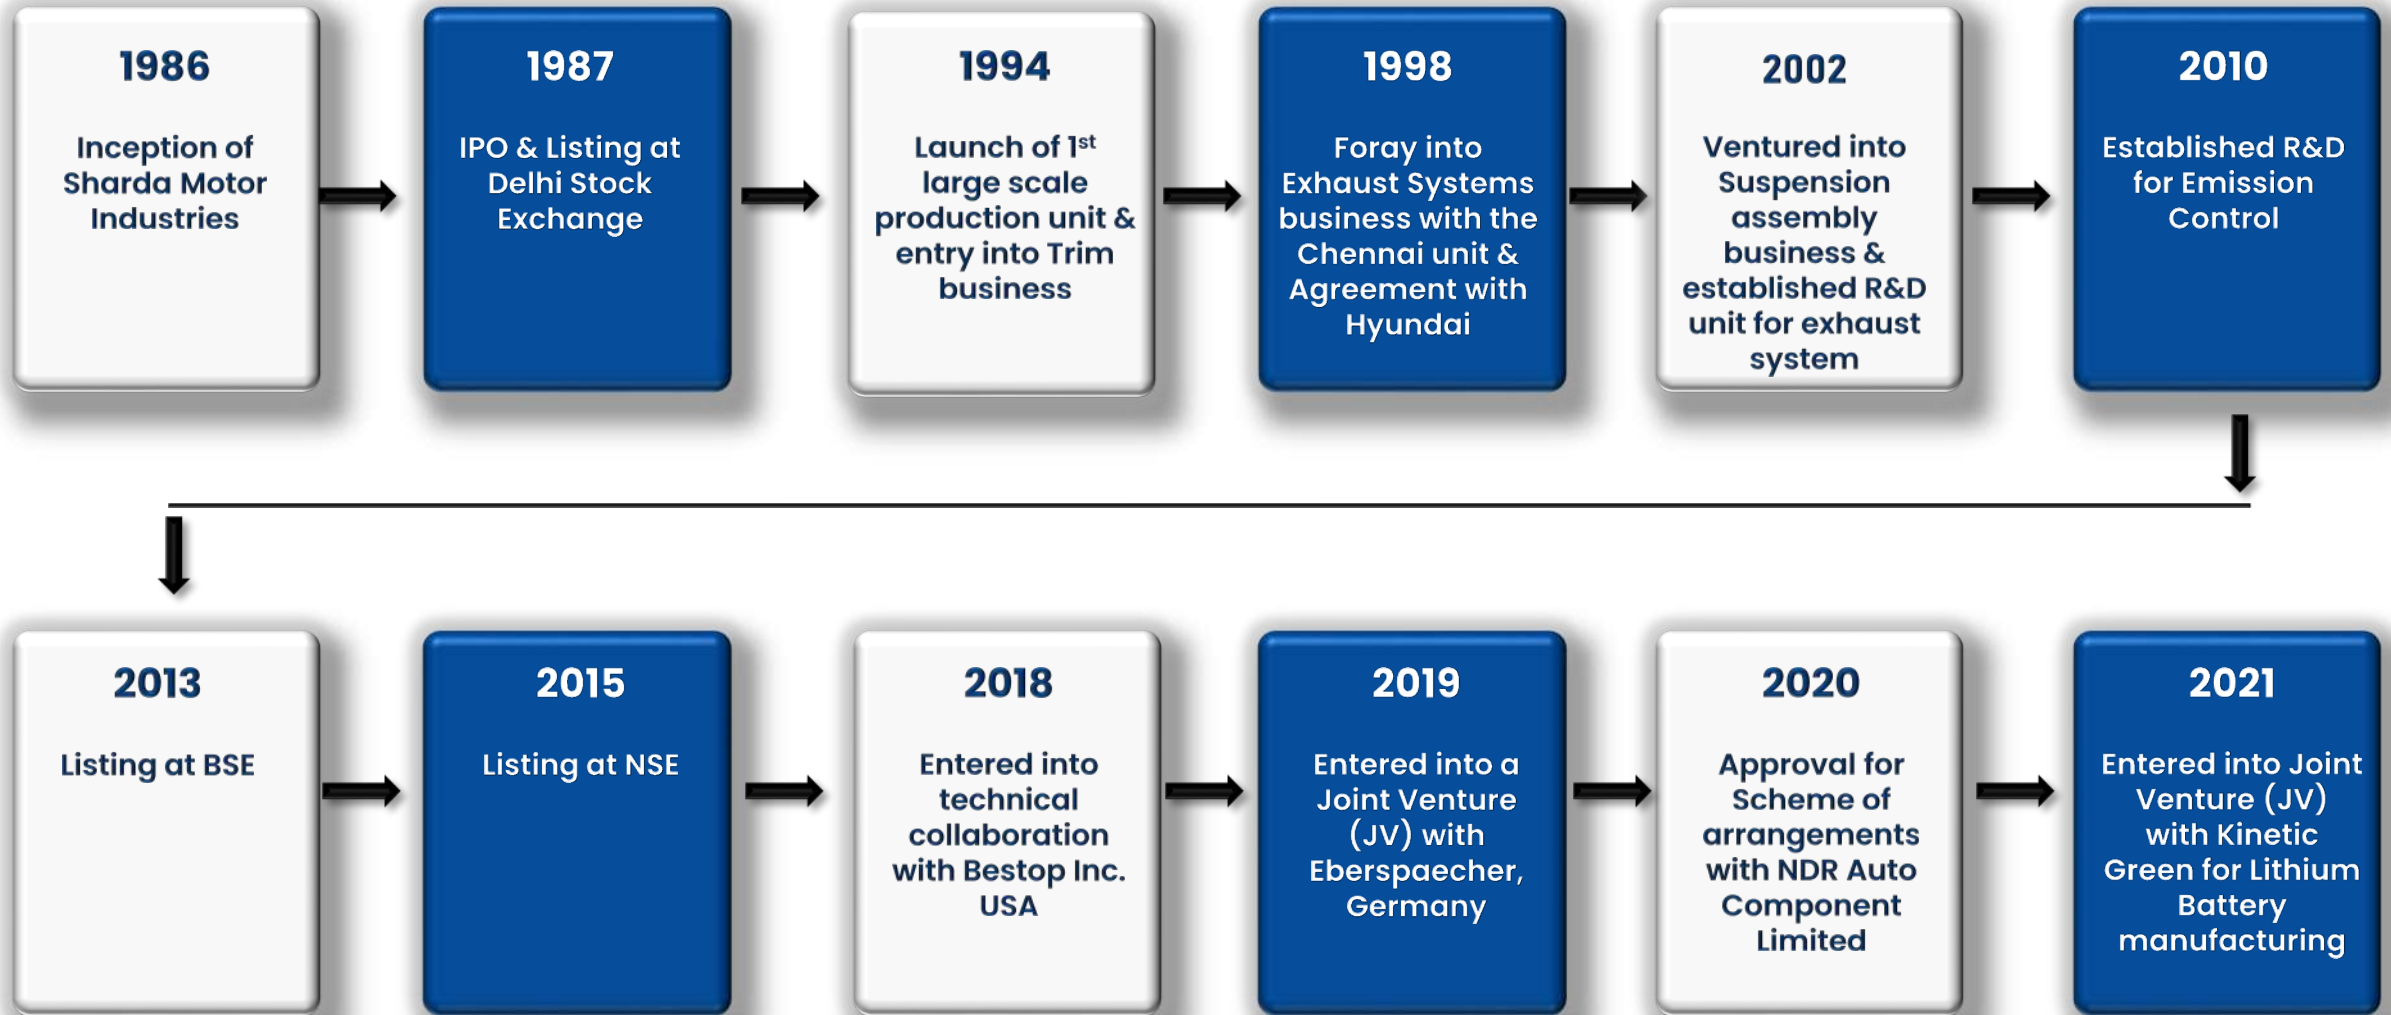 1986
Inception of
Sharda Motor
Industries
1987
IPO & Listing at
Delhi Stock
Exchange
1994
Launch of 1st
large scale
production unit &
entry into Trim
business
1998
Foray into
Exhaust Systems
business with the
Chennai unit &
Agreement with
Hyundai
2002
Ventured into
Suspension
assembly
business &
established R&D
unit for exhaust
system
2010
Established R&D
for Emission
Control
2013
Listing at BSE
2015
Listing at NSE
2018
Entered into
technical
collaboration
with Bestop Inc.
USA
2019
Entered into a
Joint Venture
(JV) with
Eberspaecher,
Germany
2020
Approval for
Scheme of
arrangements
with NDR Auto
Component
Limited
2021
Entered into Joint
Venture (JV)
with Kinetic
Green for Lithium
Battery
manufacturing